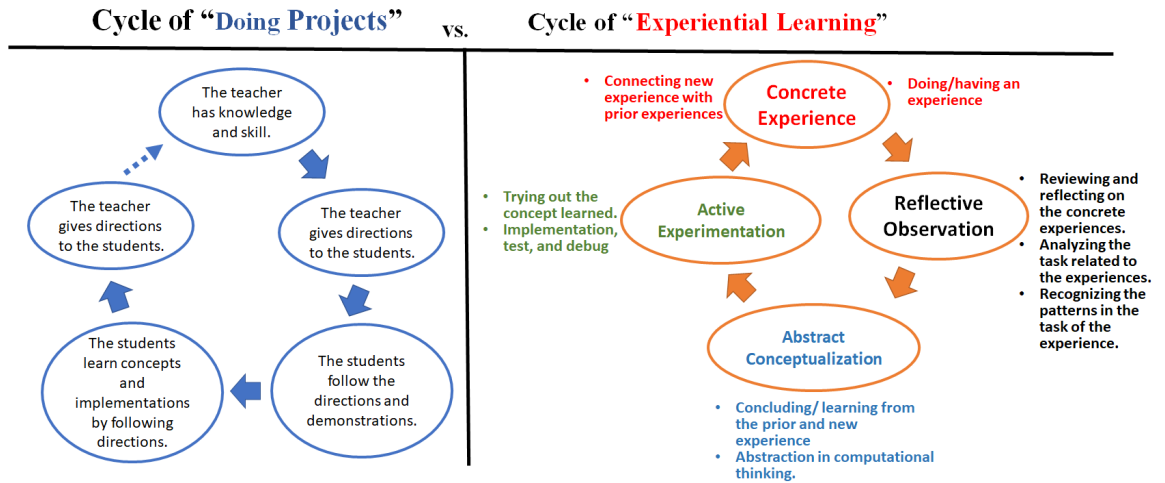 Cycle of “Doing Projects”
vs.
Cycle of “Experiential Learning”
The teacher
has knowledge
and skill.
The teacher
gives directions
to the students.
The students
follow the
directions and
demonstrations.
The students
learn concepts
and
implementations
by following
directions.
The teacher
gives directions
to the students.
• Connecting new
experience with
prior experiences
Concrete
Experience
• Doing/having an
experience
Reflective
Observation
• Reviewing and
reflecting on
the concrete
experiences.
• Analyzing the
task related to
the experiences.
• Recognizing the
patterns in the
task of the
experience.
Abstract
Conceptualization
• Concluding/ learning from
the prior and new
experience
• Abstraction in computational
thinking.
Active
Experimentation
• Trying out the
concept learned.
• Implementation,
test, and debug